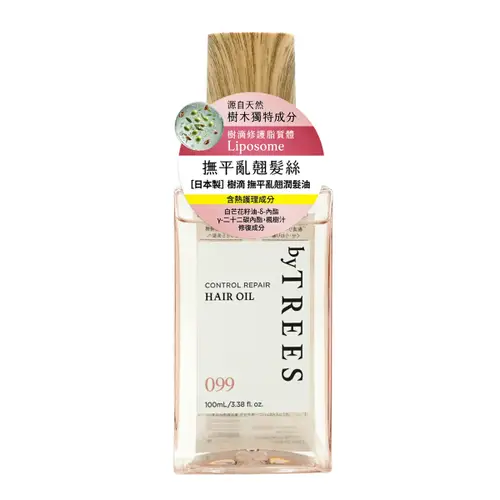 源自天然
樹木獨特成分
樹滴修護脂質體
Liposome
撫平亂翹髮絲
[日本製] 樹滴 撫平亂翹潤髮油
含熱護理成分
白芒花籽油-δ-內酯
γ-二十二碳內酯•楓樹汁
修復成分
byTREES
CONTROL REPAIR
HAIR OIL
099
100mL/3.38 fl. oz.